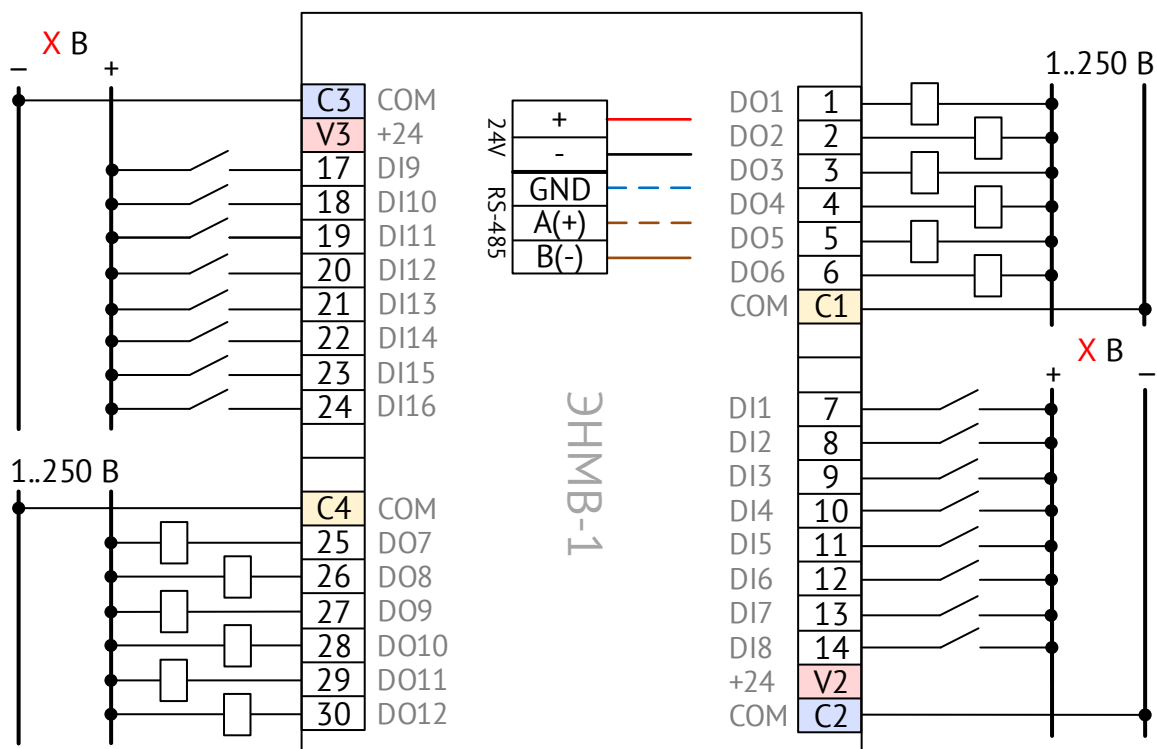 X В
− +
C3 COM
V3 +24
17 DI9
18 DI10
19 DI11
20 DI12
21 DI13
22 DI14
23 DI15
24 DI16
1..250 В
C4 COM
25 DO7
26 DO8
27 DO9
28 DO10
29 DO11
30 DO12
24V
+
-
RS-485
GND
A(+)
B(-)
ЭНМВ-1
1..250 В
DO1 1
DO2 2
DO3 3
DO4 4
DO5 5
DO6 6
COM C1
X В
+ −
DI1 7
DI2 8
DI3 9
DI4 10
DI5 11
DI6 12
DI7 13
DI8 14
+24 V2
COM C2